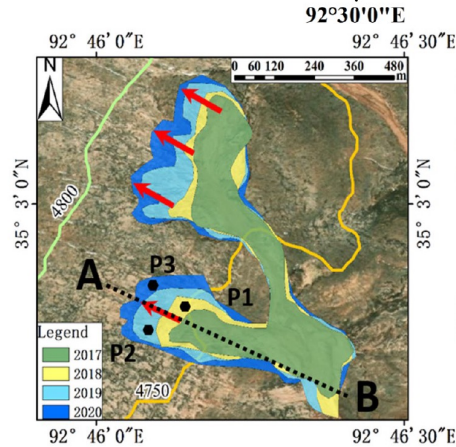 92°30'0"E
92° 46'0"E 92° 46'30"E
N
0 60 120 240 360 480
m
35° 3'0"N
35° 3'0"N
4800
A
P3
P1
P2
B
4750
Legend
2017
2018
2019
2020
92° 46'0"E 92° 46'30"E